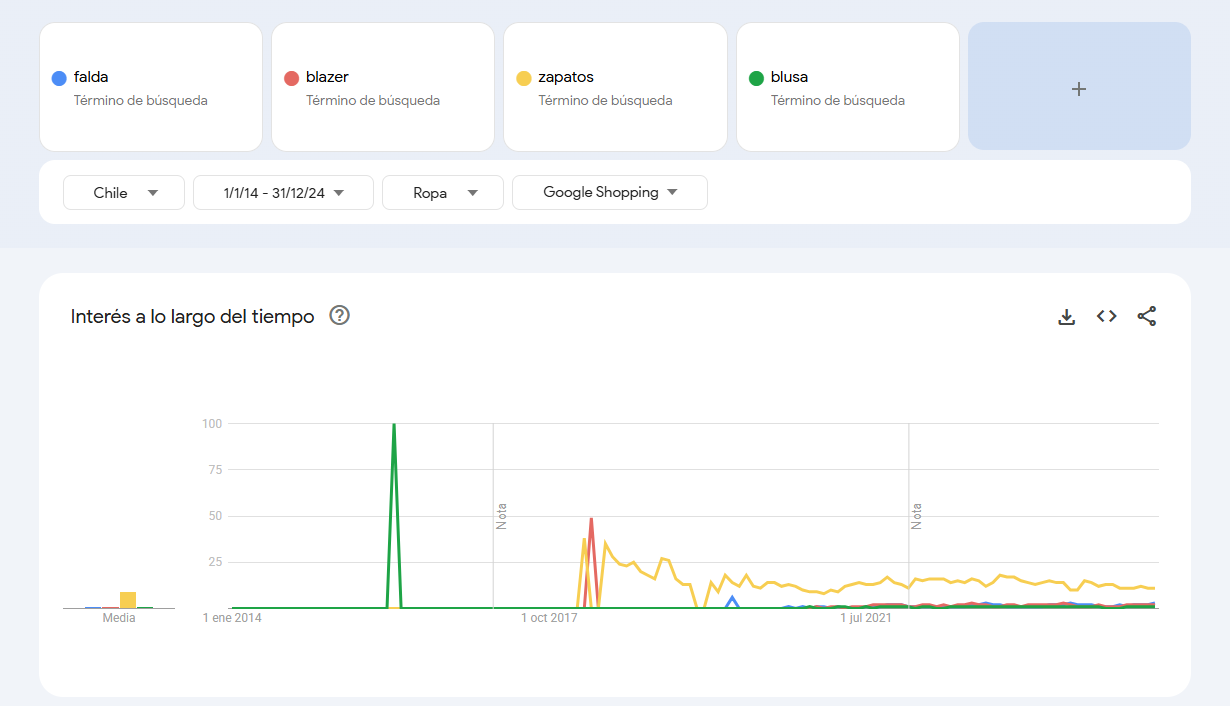 falda
Término de búsqueda
blazer
Término de búsqueda
zapatos
Término de búsqueda
blusa
Término de búsqueda
+
Chile
1/1/14 - 31/12/24
Ropa
Google Shopping
Interés a lo largo del tiempo
100
75
50
25
Nota
Nota
Media
1 ene 2014
1 oct 2017
1 jul 2021